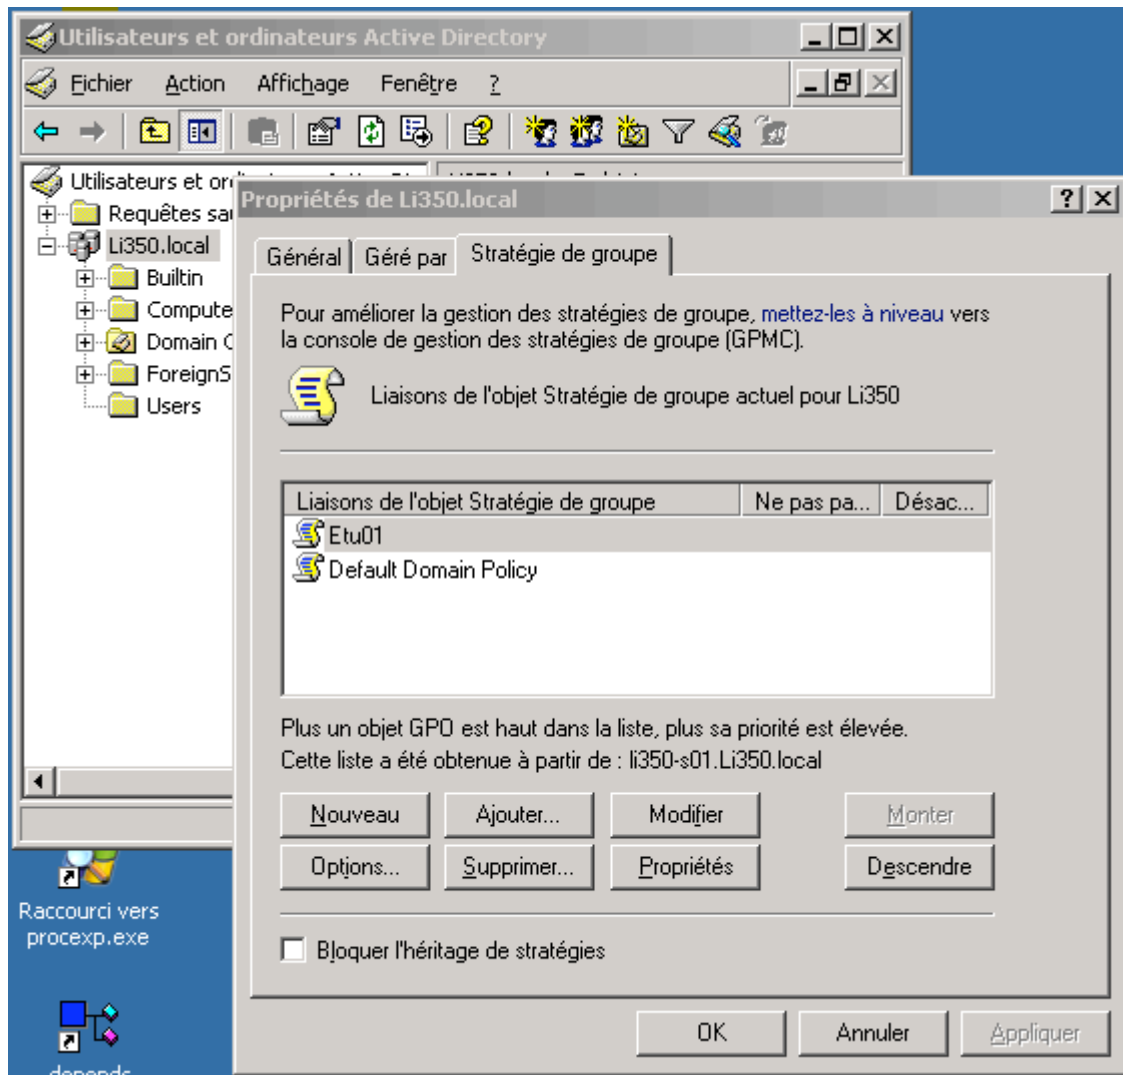 Utilisateurs et ordinateurs Active Directory
Fichier Action Affichage Fenêtre ?
Utilisateurs et ord
Requêtes sau
Li350.local
Builtin
Compute
Domain C
ForeignS
Users
Propriétés de Li350.local
Général Géré par Stratégie de groupe
Pour améliorer la gestion des stratégies de groupe, mettez-les à niveau vers
la console de gestion des stratégies de groupe (GPMC).
Liaisons de l'objet Stratégie de groupe actuel pour Li350
Liaisons de l'objet Stratégie de groupe Ne pas pa... Désac...
Etu01
Default Domain Policy
Plus un objet GPO est haut dans la liste, plus sa priorité est élevée.
Cette liste a été obtenue à partir de : li350-s01.Li350.local
Nouveau Ajouter... Modifier Monter
Options... Supprimer... Propriétés Descendre
Bloquer l'héritage de stratégies
OK Annuler Appliquer
Raccourci vers
procexp.exe
depends